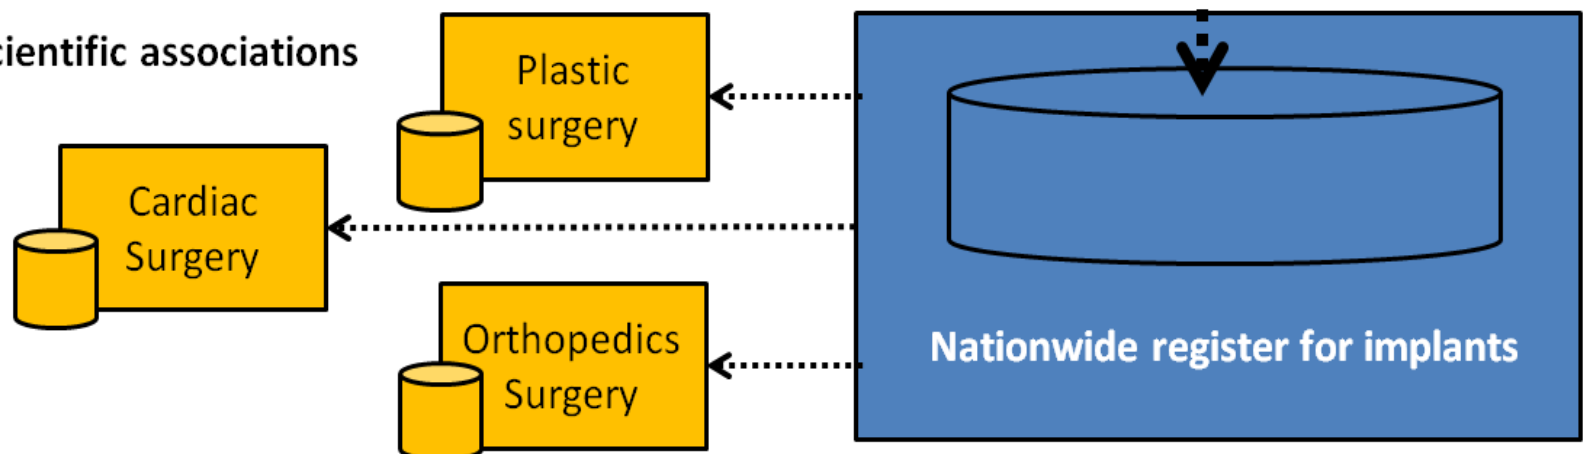 cientific associations
Plastic
surgery
Cardiac
Surgery
Orthopedics
Surgery
Nationwide register for implants